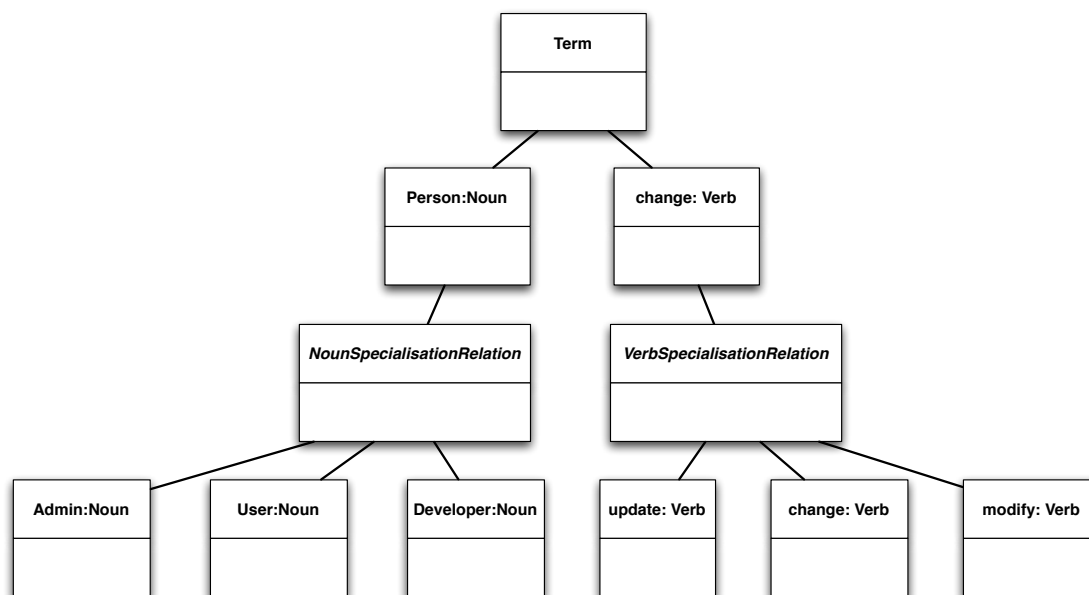 Term
Person:Noun
change: Verb
NounSpecialisationRelation
VerbSpecialisationRelation
Admin:Noun
User:Noun
Developer:Noun
update: Verb
change: Verb
modify: Verb